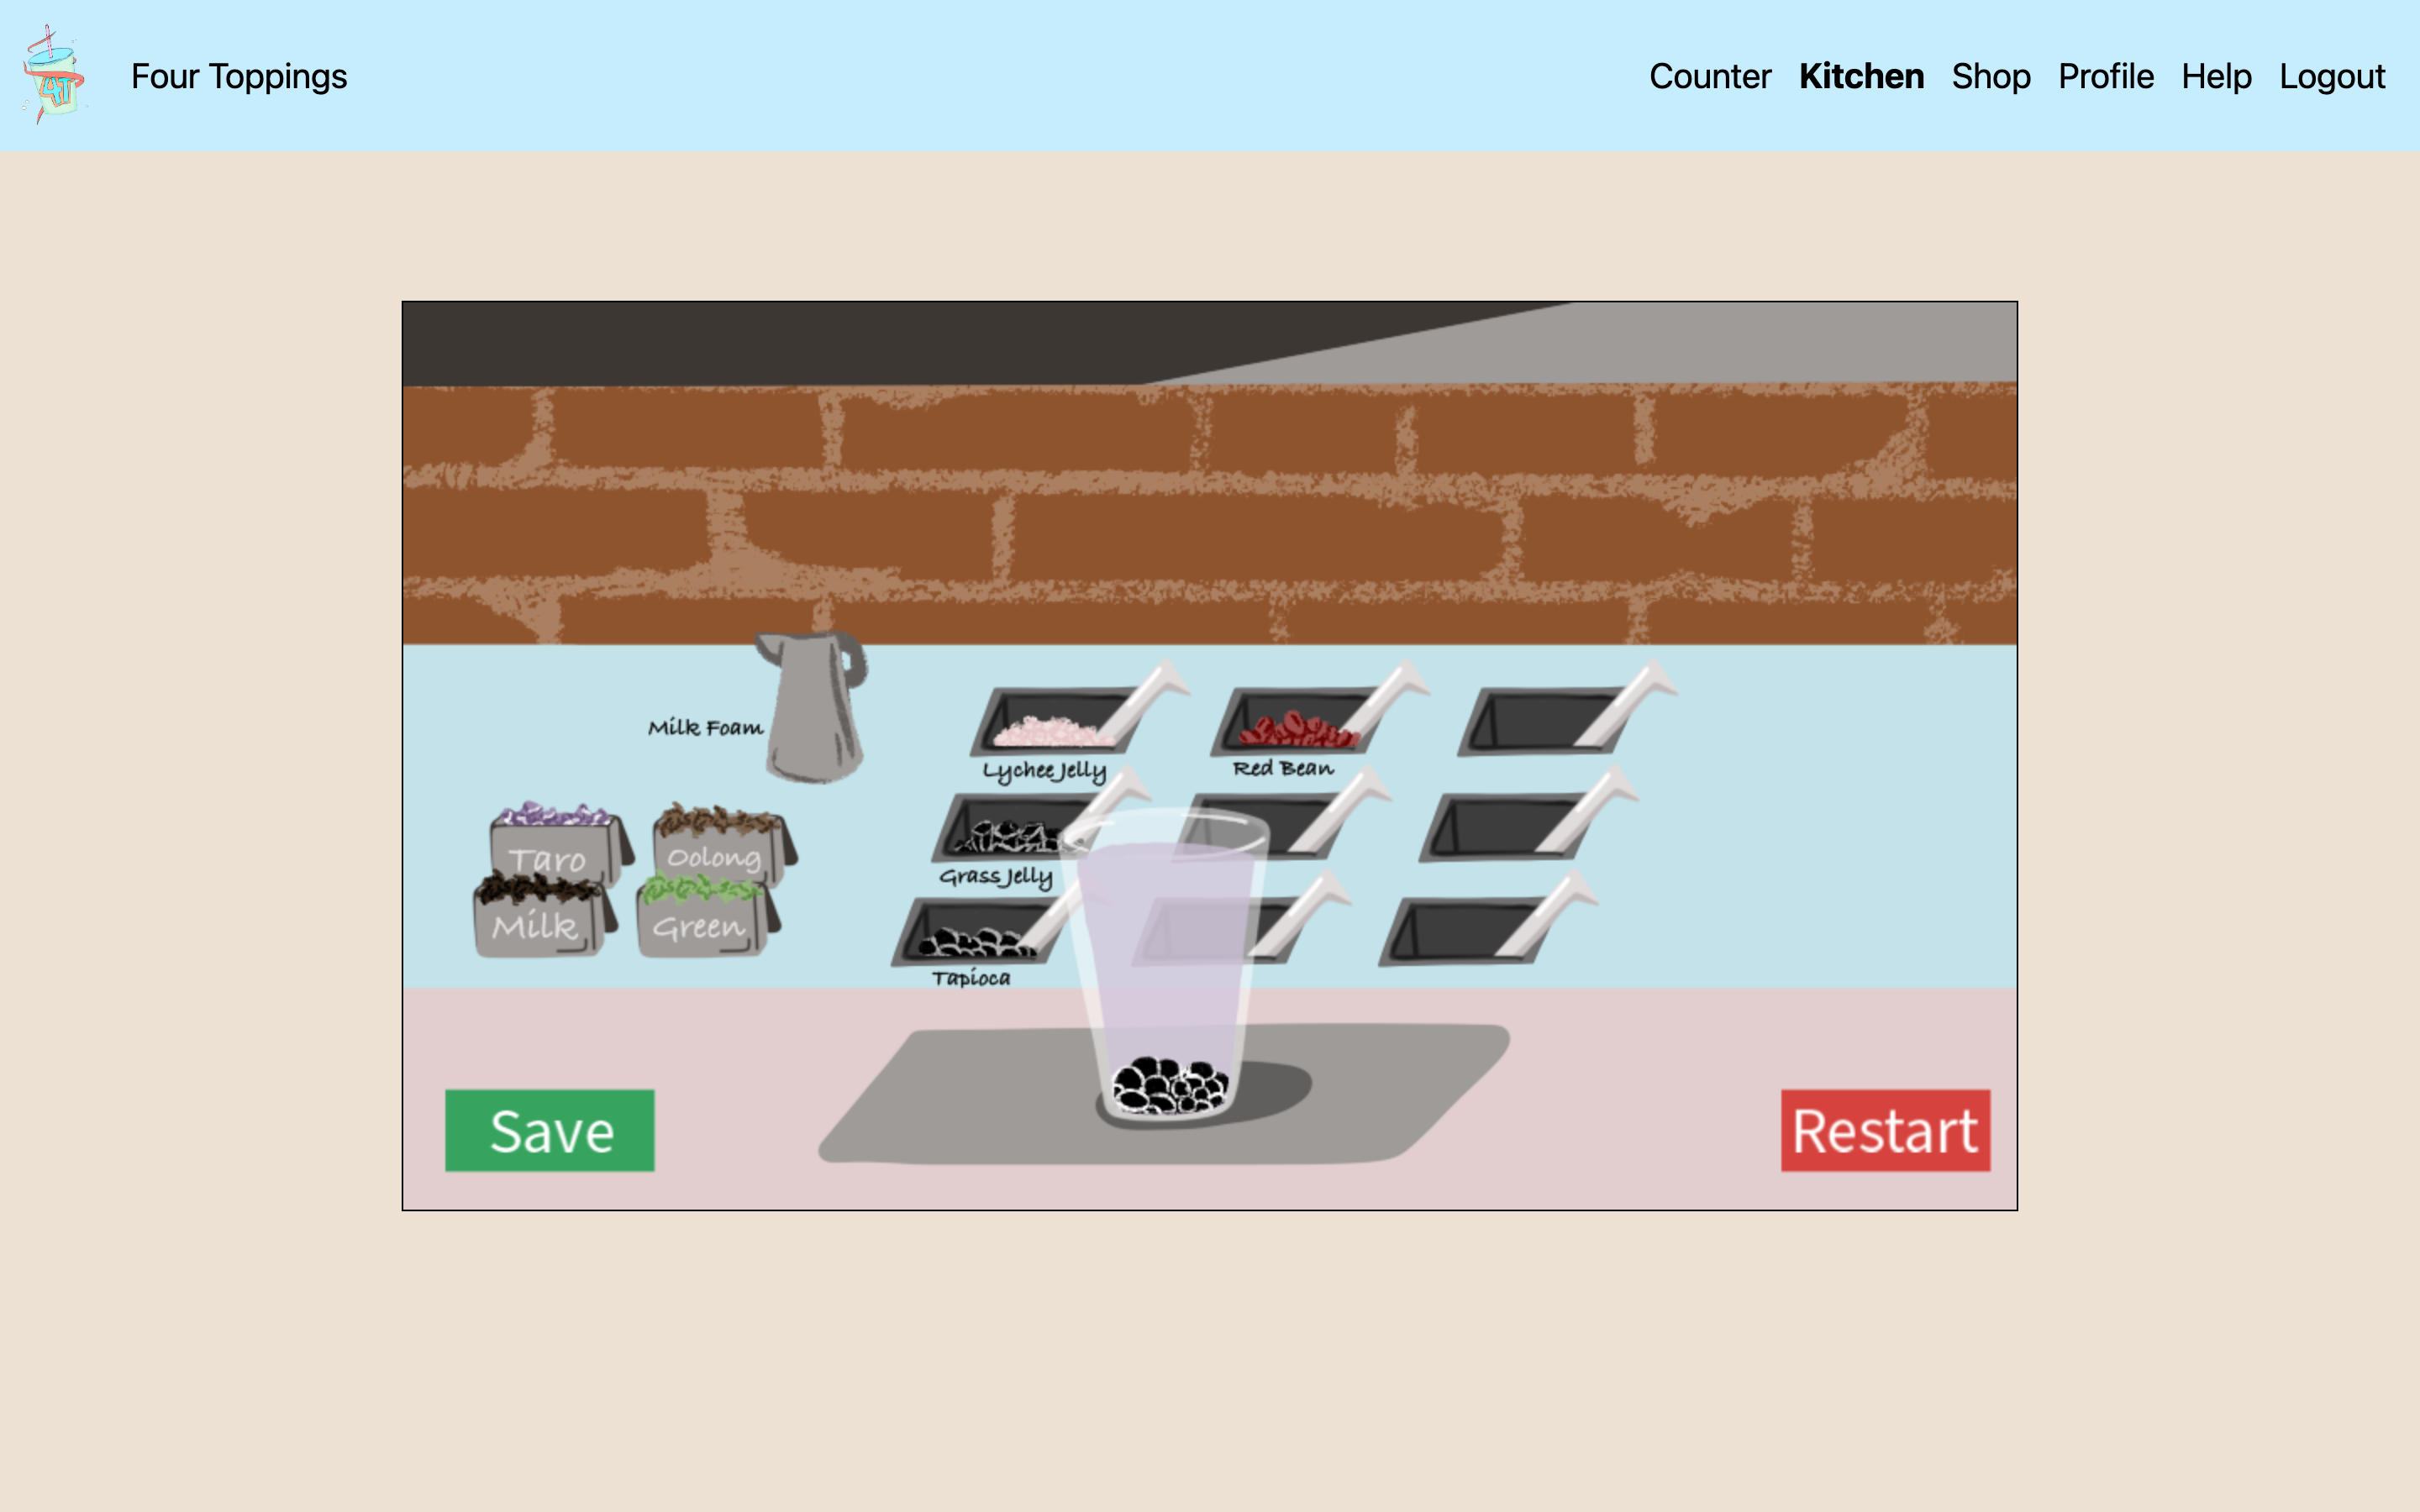 4T
Four Toppings
Counter Kitchen Shop Profile Help Logout
Milk Foam
Lychee Jelly
Red Bean
Taro
Oolong
Grass Jelly
Milk
Green
Tapioca
Save
Restart